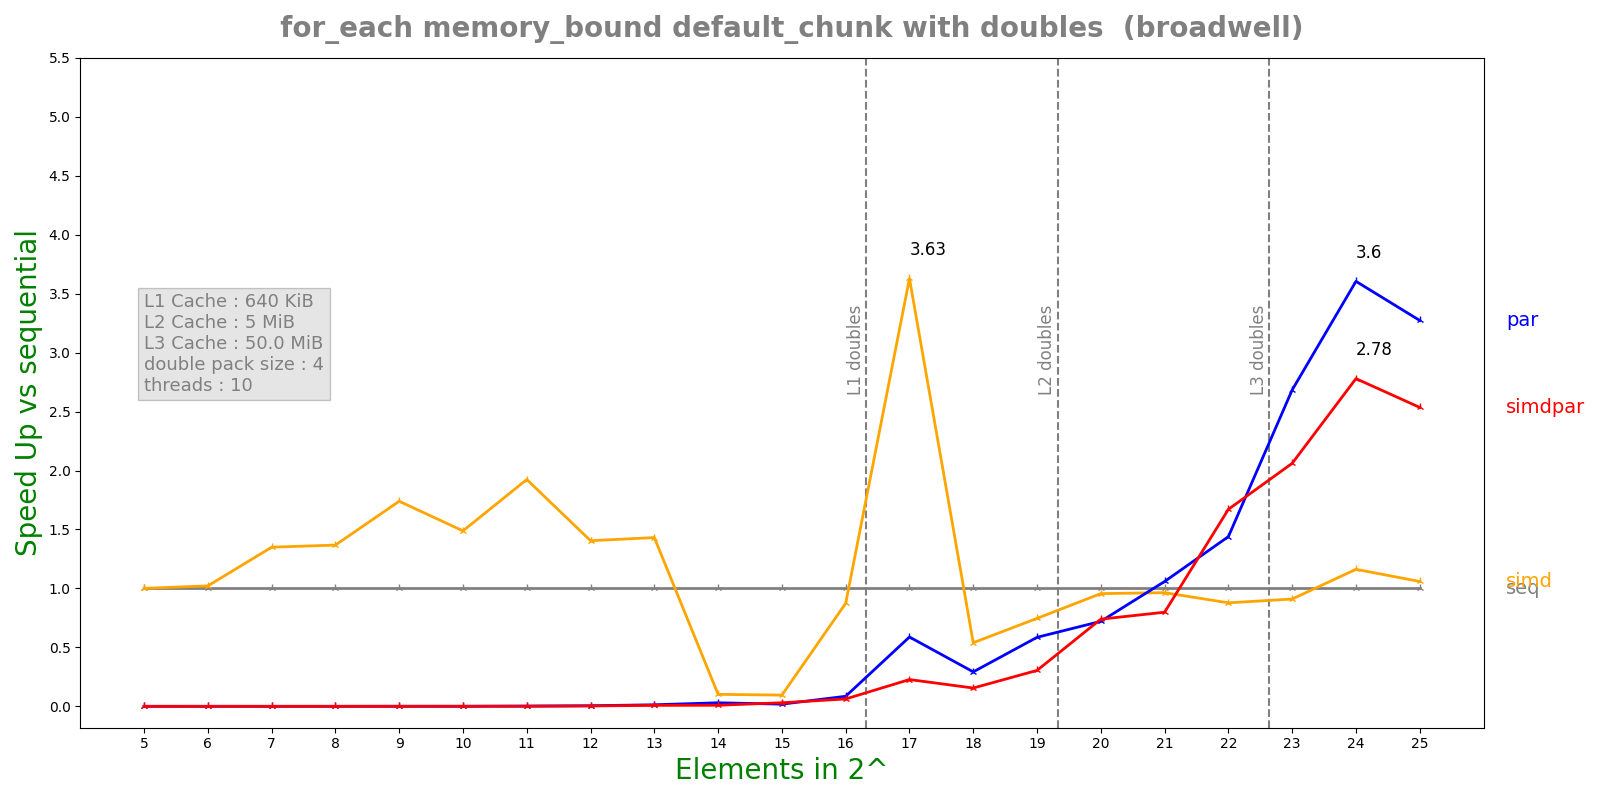 for_each memory_bound default_chunk with doubles (broadwell)
Speed Up vs sequential
5.5
5.0
4.5
4.0
3.5
3.0
2.5
2.0
1.5
1.0
0.5
0.0
L1 Cache : 640 KiB
L2 Cache : 5 MiB
L3 Cache : 50.0 MiB
double pack size : 4
threads : 10
L1 doubles
L2 doubles
L3 doubles
3.63
3.6
2.78
par
simdpar
simd
seq
5 6 7 8 9 10 11 12 13 14 15 16 17 18 19 20 21 22 23 24 25
Elements in 2^